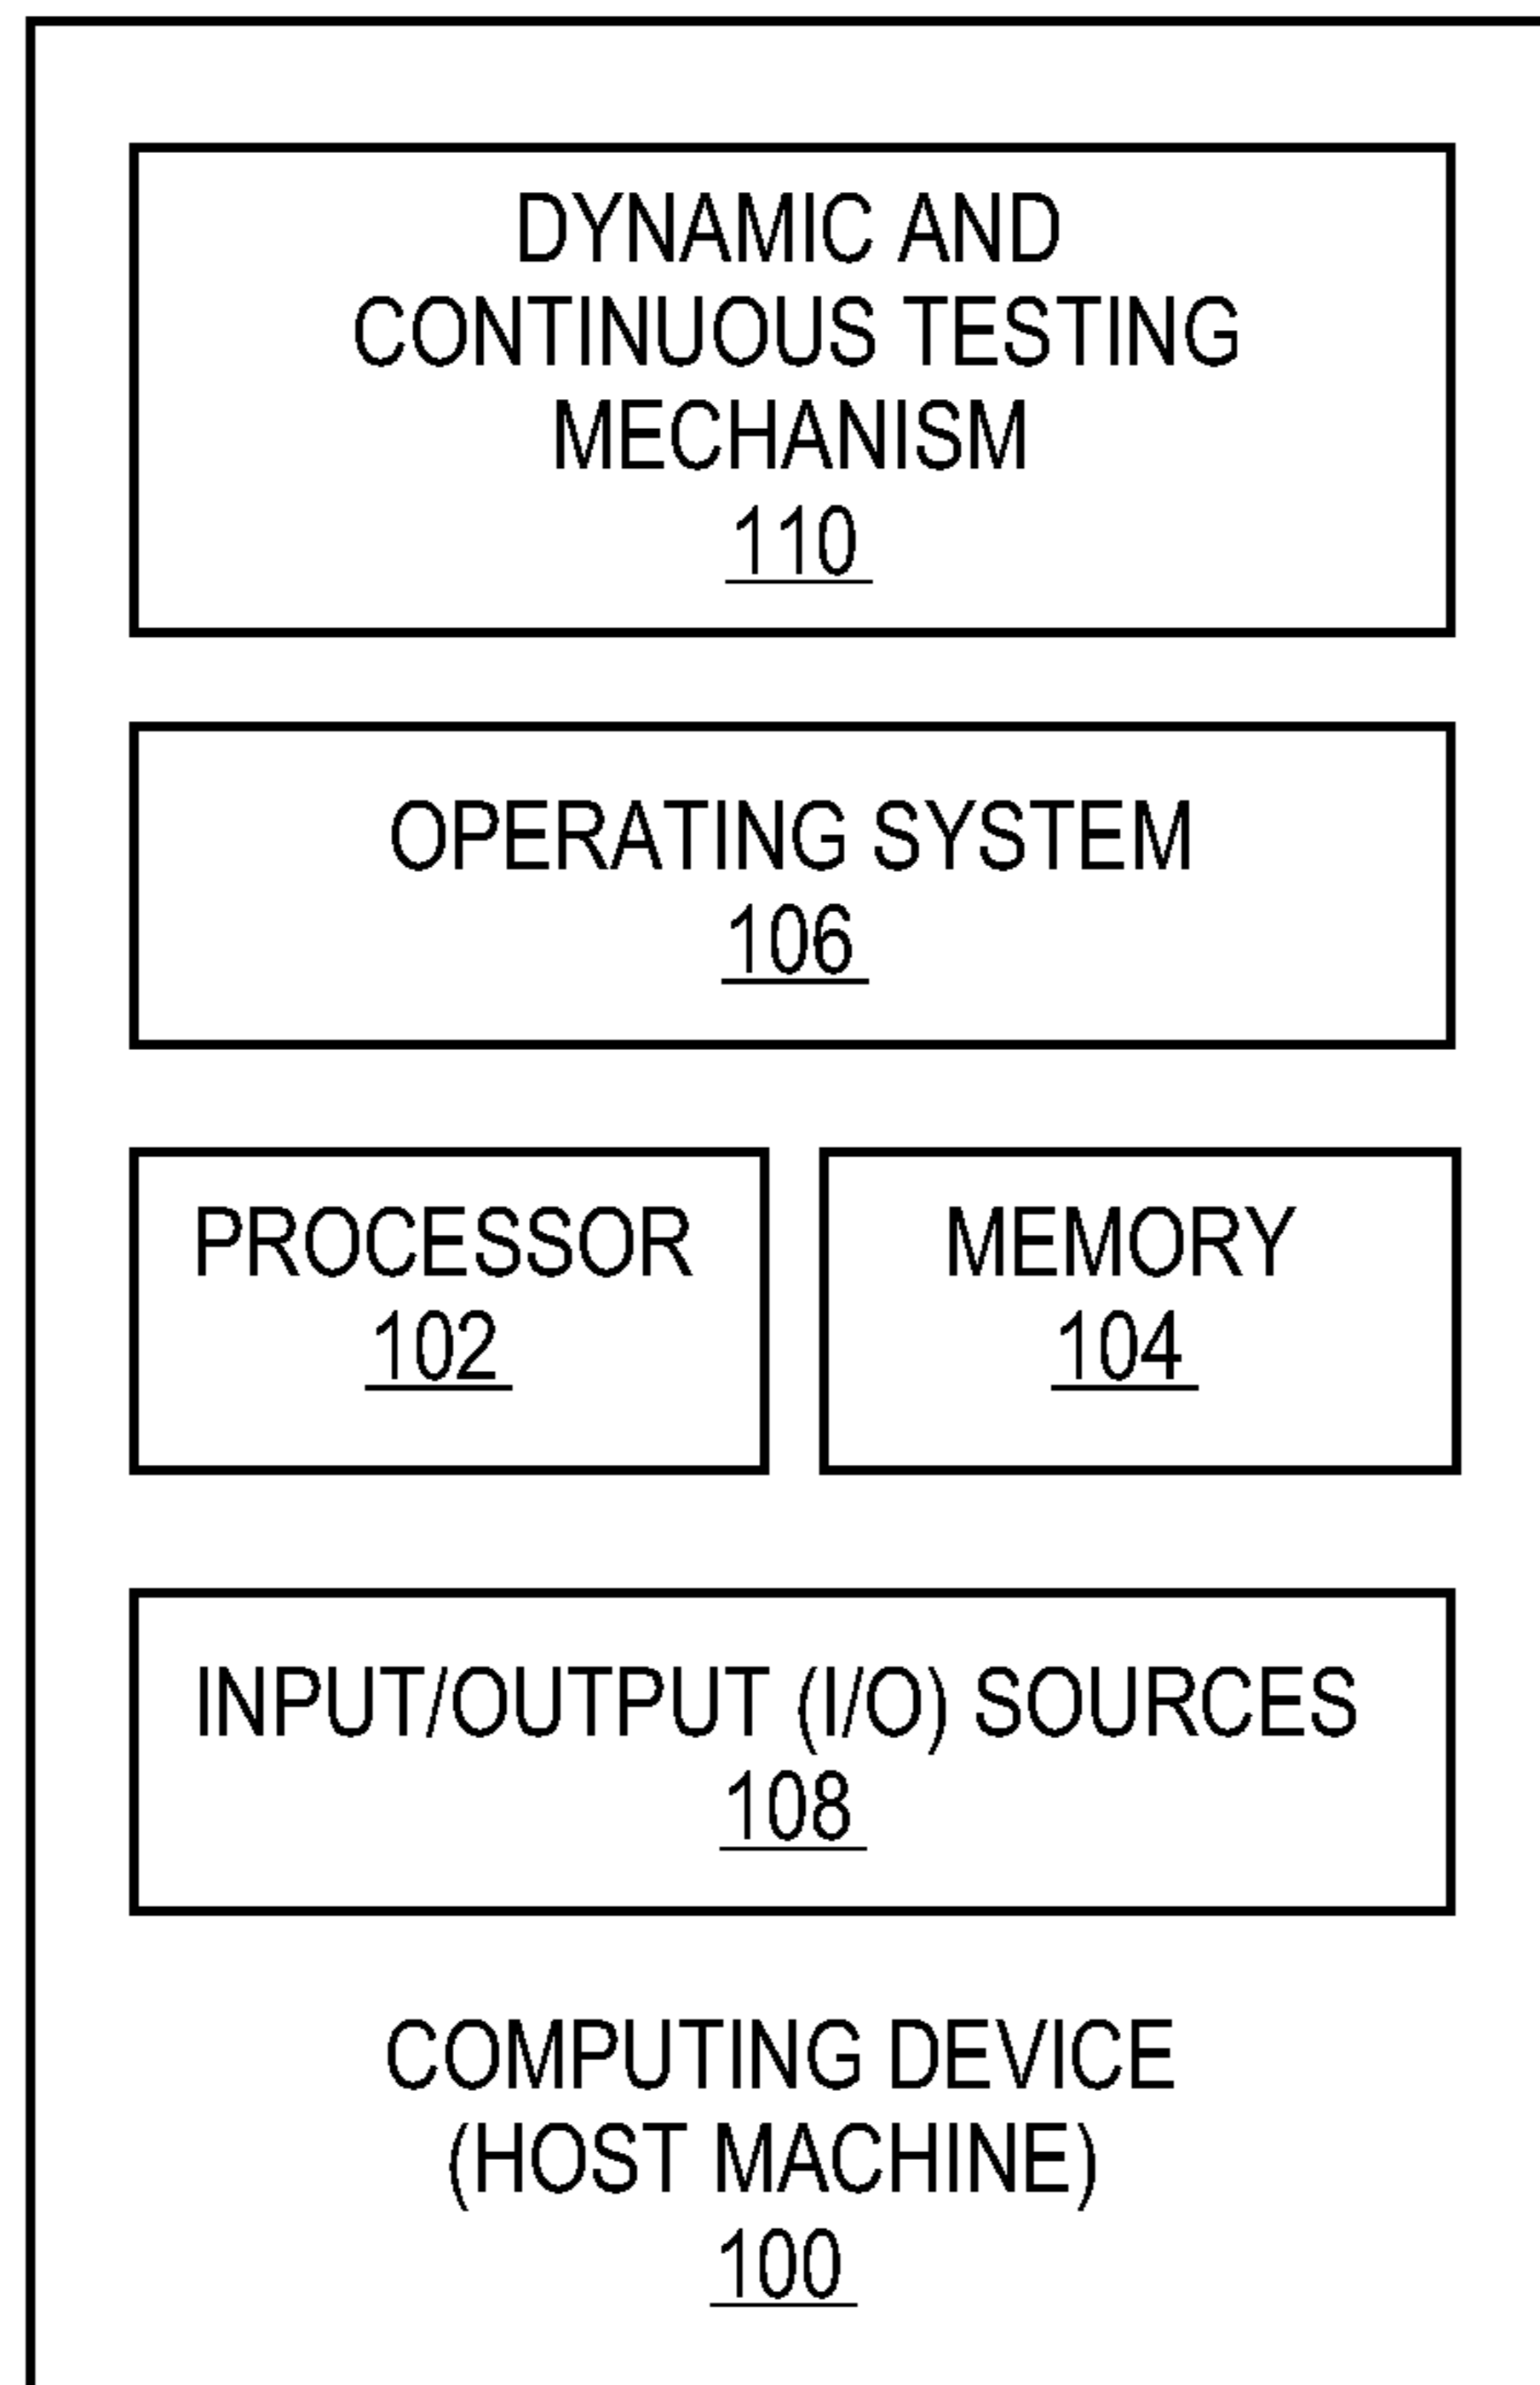 DYNAMIC AND
CONTINUOUS TESTING
MECHANISM
110
OPERATING SYSTEM
106
PROCESSOR
102
MEMORY
104
INPUT/OUTPUT (I/O) SOURCES
108
COMPUTING DEVICE
(HOST MACHINE)
100